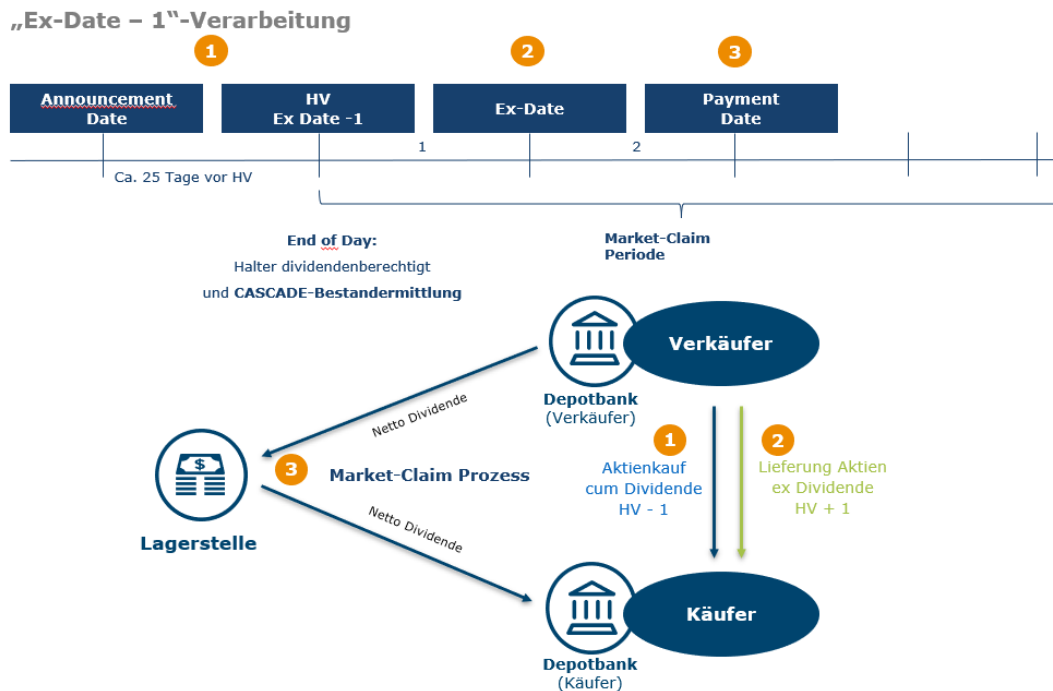 „Ex-Date – 1“-Verarbeitung
1
2
3
Announcement
Date
HV
Ex Date -1
Ex-Date
Payment
Date
1
2
Ca. 25 Tage vor HV
End of Day:
Halter dividendenberechtigt
und CASCADE-Bestandermittlung
Market-Claim
Periode
Verkäufer
Depotbank
(Verkäufer)
Netto Dividende
1
Aktienkauf
cum Dividende
HV - 1
2
Lieferung Aktien
ex Dividende
HV + 1
$
3
Market-Claim Prozess
Lagerstelle
Netto Dividende
Käufer
Depotbank
(Käufer)